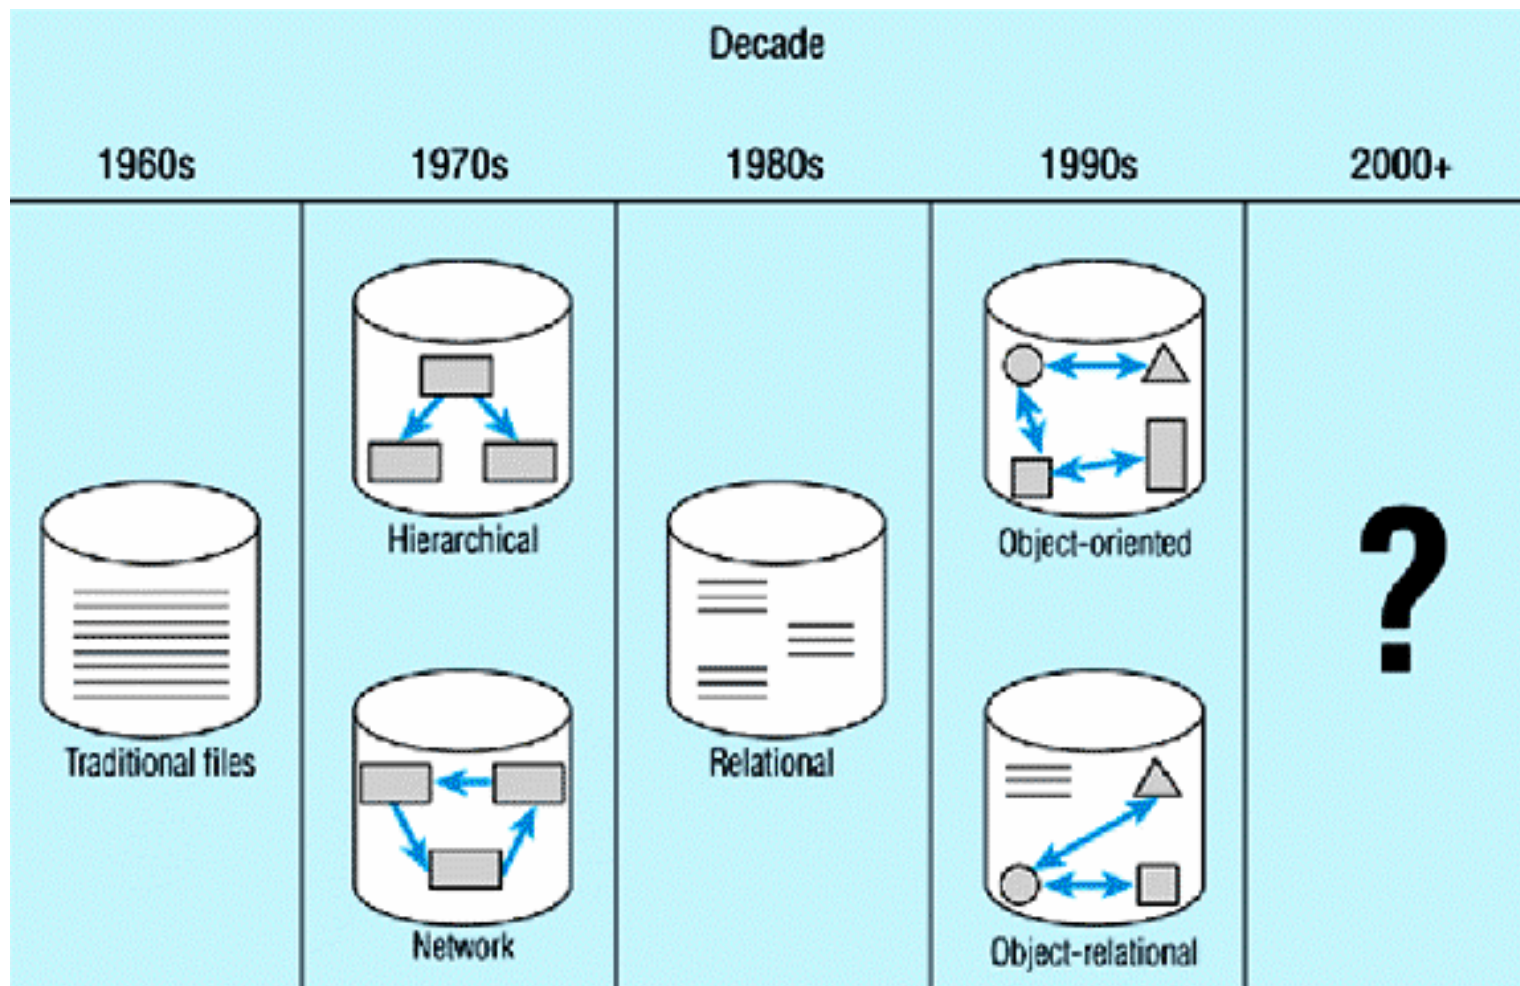 Decade
1960s 1970s 1980s 1990s 2000+
Traditional files
Hierarchical
Network
Relational
Object-oriented
Object-relational
?